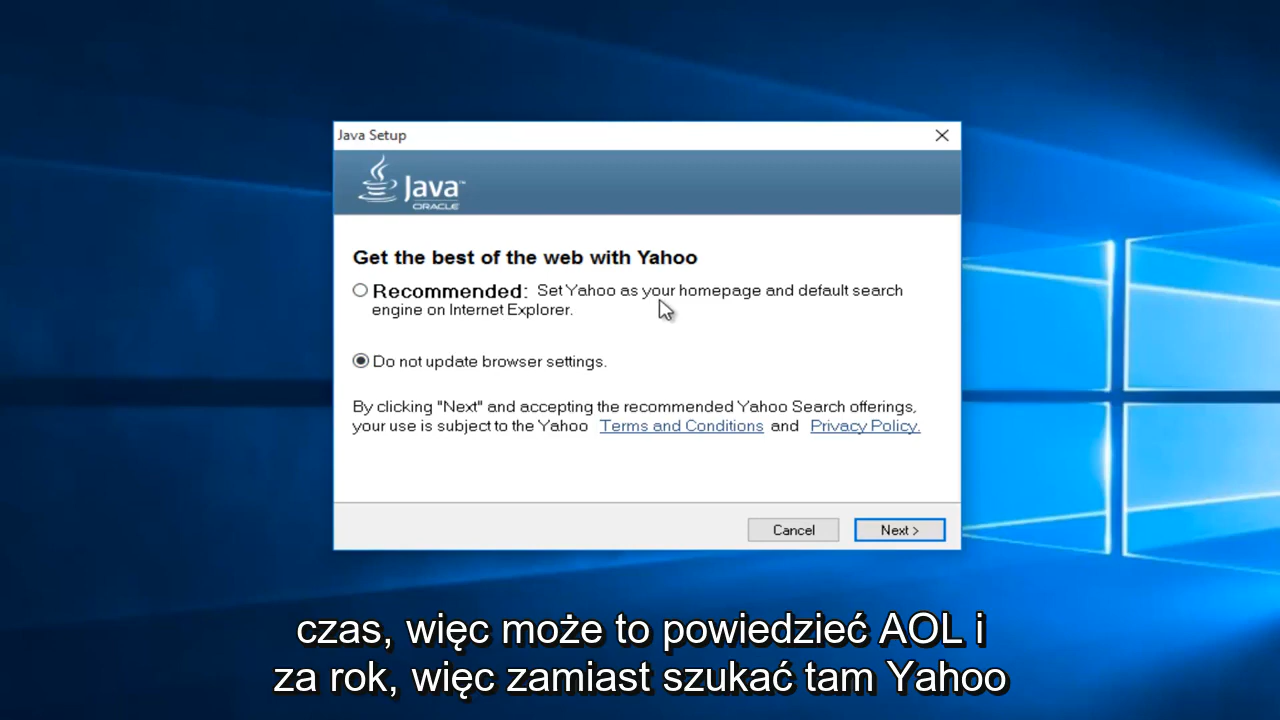 Java Setup
Java™
ORACLE
Get the best of the web with Yahoo
Recommended: Set Yahoo as your homepage and default search
engine on Internet Explorer.
Do not update browser settings.
By clicking "Next" and accepting the recommended Yahoo Search offerings,
your use is subject to the Yahoo Terms and Conditions and Privacy Policy.
Cancel
Next >
czas, więc może to powiedzieć AOL i
za rok, więc zamiast szukać tam Yahoo